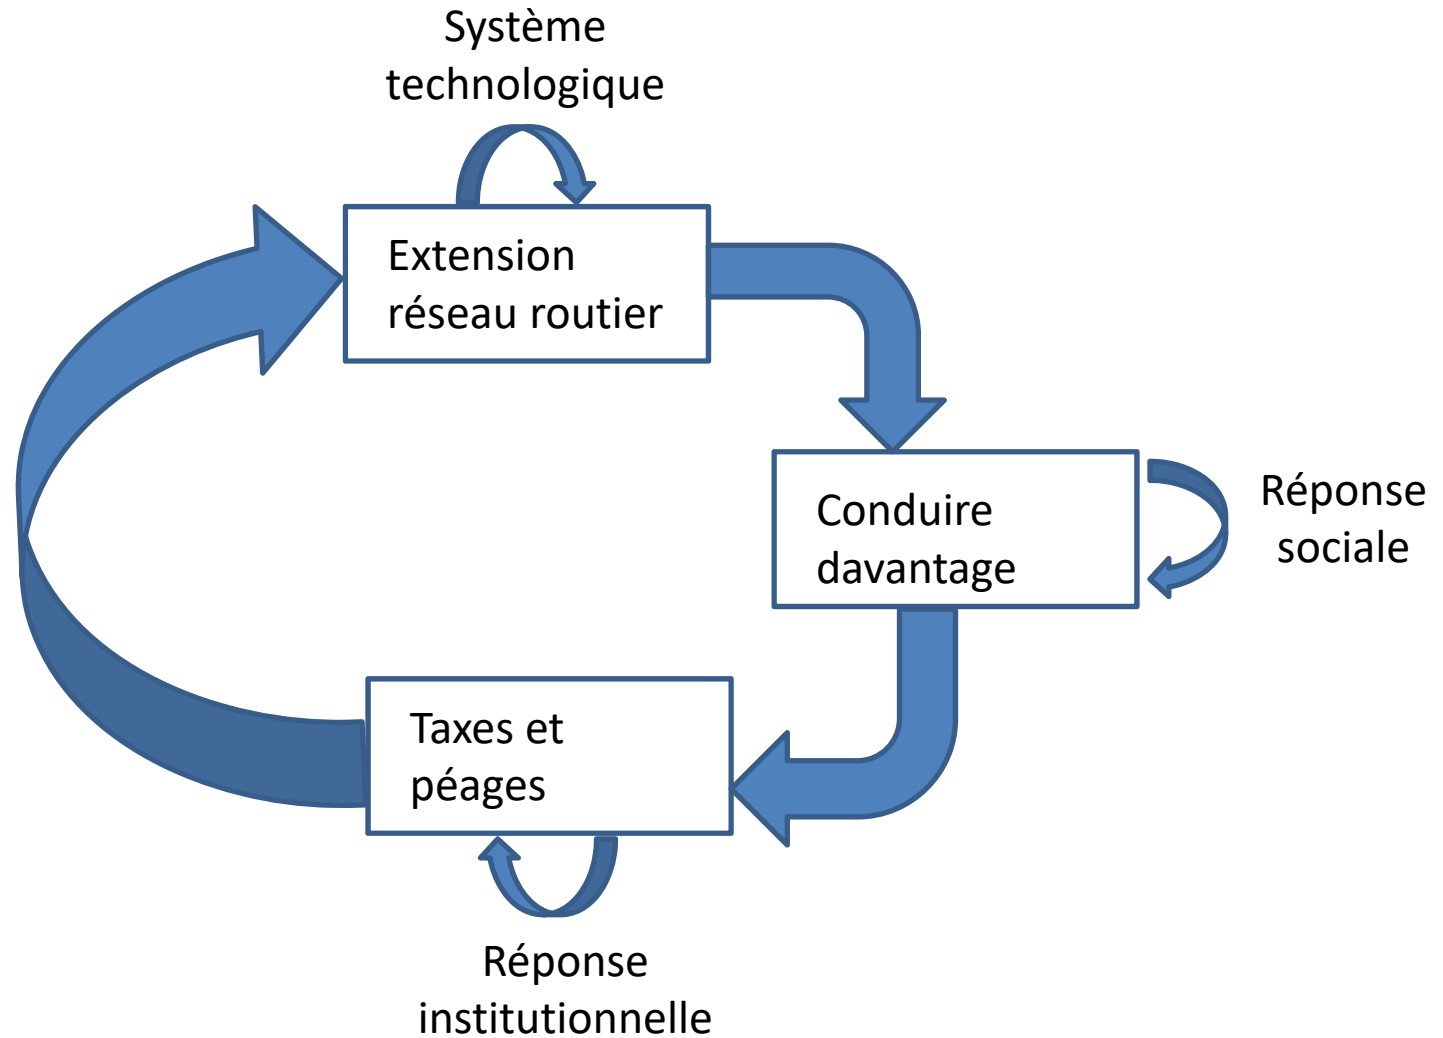 Système
technologique
Extension
réseau routier
Conduire
davantage
Réponse
sociale
Taxes et
péages
Réponse
institutionnelle